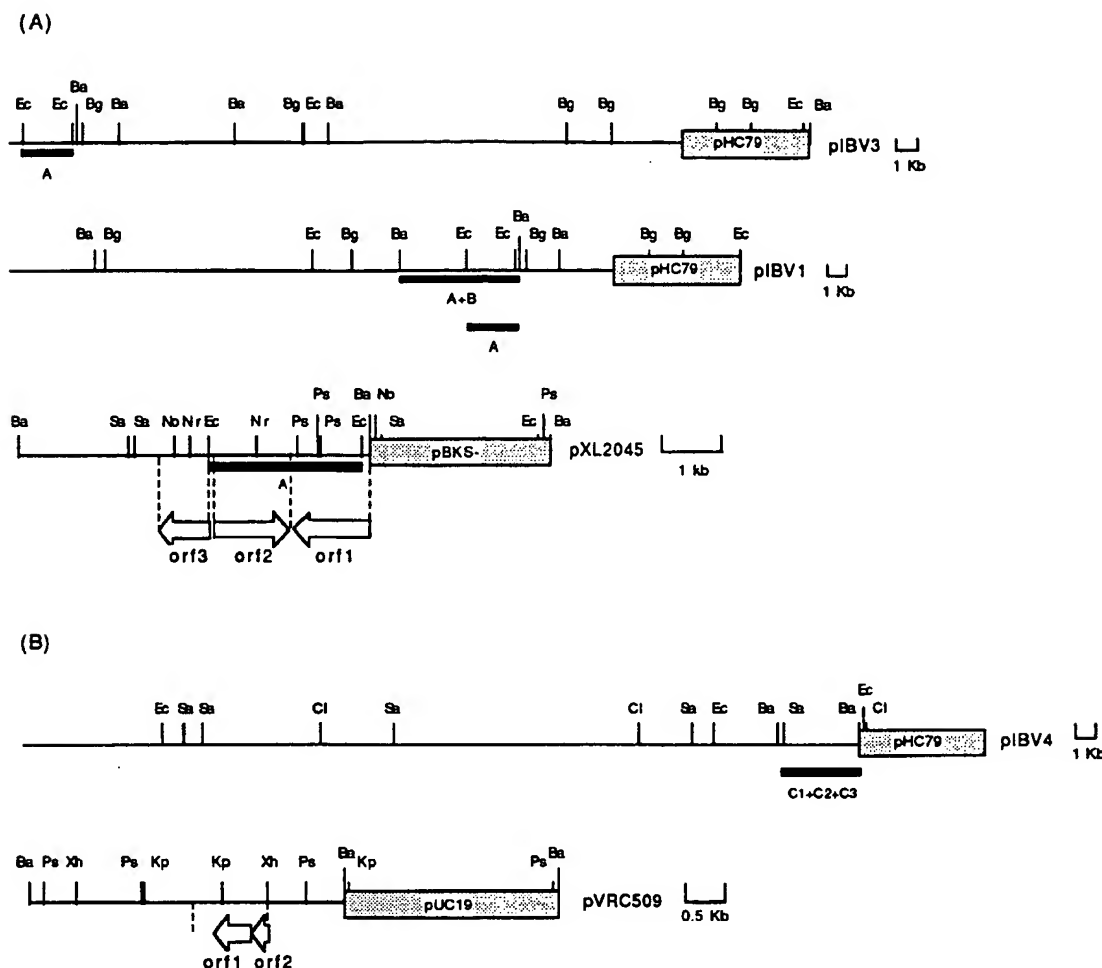 (A)
Ba
Ec Ec Bg Ba Ba Bg Ec Ba Bg Bg Bg Bg Ec Ba
pHC79 pIBV3
1 Kb
A
Ba
Ba Bg Ec Bg Ba Ec Ec Bg Ba Bg Bg Ec
pHC79 pIBV1
1 Kb
A+B
A
Ps Ba Nb Ps
Ba Sa Sa Nb Nr Ec Nr Ps Ps Ec Sa Ec Ba
pBKS- pXL2045
1 kb
A
orf3 orf2 orf1
(B)
Ec
Ec Sa Sa Cl Sa Cl Sa Ec Ba Sa Ba Cl
pHC79 pIBV4
1 Kb
C1+C2+C3
Ba Ps Xh Ps Kp Kp Xh Ps Ba Kp Ps Ba
pUC19 pVRC509
0.5 Kb
orf1 orf2